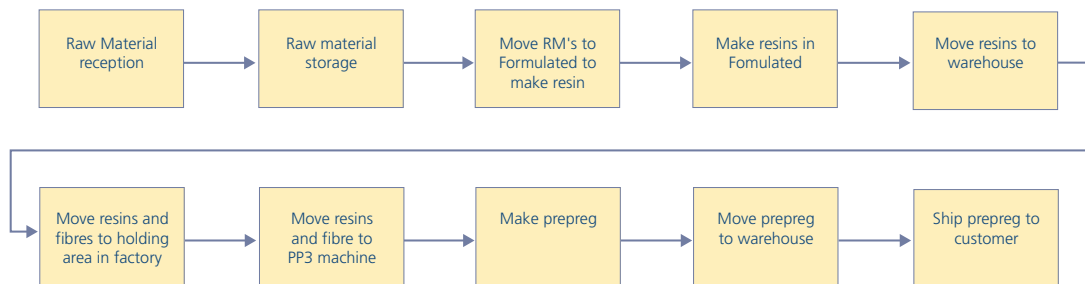 Raw Material
reception
Raw material
storage
Move RM's to
Formulated to
make resin
Make resins in
Fomulated
Move resins to
warehouse
Move resins and
fibres to holding
area in factory
Move resins
and fibre to
PP3 machine
Make prepreg
Move prepreg
to warehouse
Ship prepreg to
customer